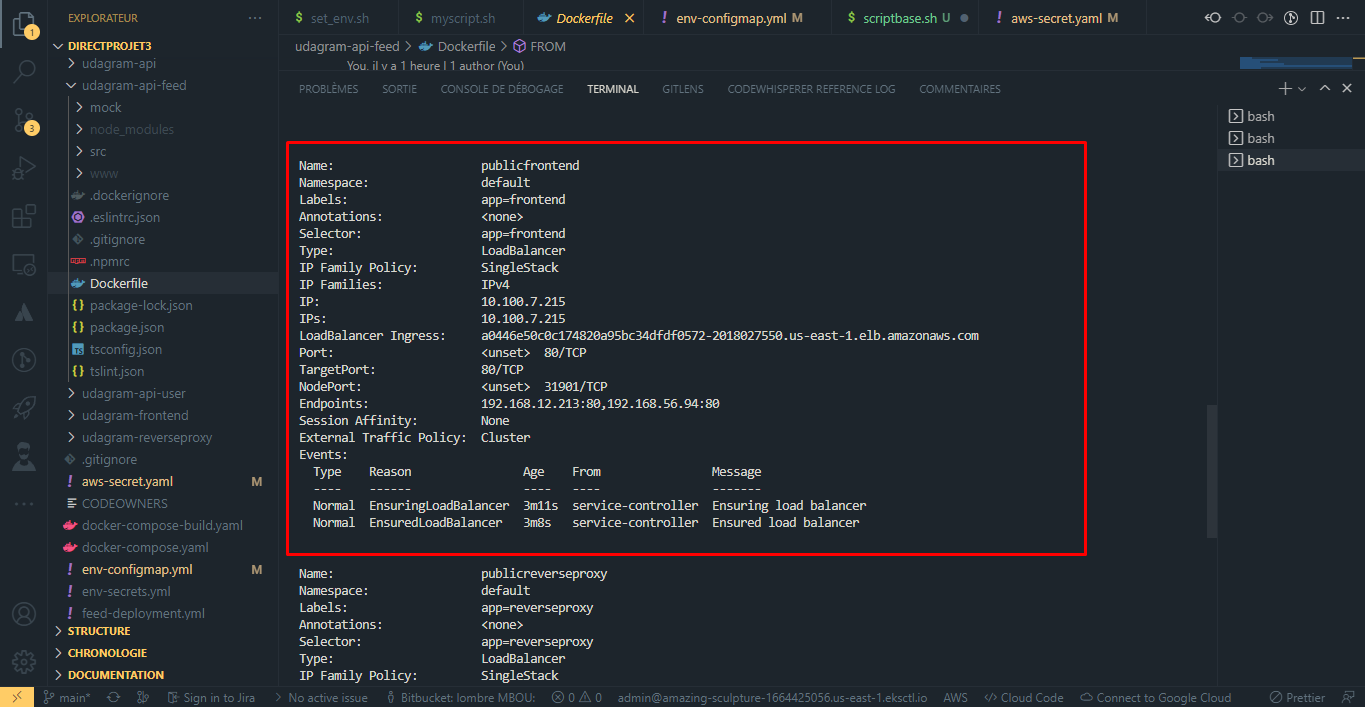 EXPLORATEUR
DIRECTPROJET3
udagram-api
udagram-api-feed
mock
node_modules
src
www
.dockerignore
.eslintrc.json
.gitignore
.npmrc
Dockerfile
package-lock.json
package.json
tsconfig.json
tslint.json
udagram-api-user
udagram-frontend
udagram-reverseproxy
.gitignore
aws-secret.yaml M
CODEOWNERS
docker-compose-build.yaml
docker-compose.yaml
env-configmap.yml M
env-secrets.yml
feed-deployment.yml
STRUCTURE
CHRONOLOGIE
DOCUMENTATION
1
3
set_env.sh myscript.sh Dockerfile env-configmap.yml M scriptbase.sh U aws-secret.yaml M
udagram-api-feed > Dockerfile > FROM
You, il y a 1 heure | 1 author (You)
PROBLÈMES SORTIE CONSOLE DE DÉBOGAGE TERMINAL GITLENS CODEWHISPERER REFERENCE LOG COMMENTAIRES
Name: publicfrontend
Namespace: default
Labels: app=frontend
Annotations: <none>
Selector: app=frontend
Type: LoadBalancer
IP Family Policy: SingleStack
IP Families: IPv4
IP: 10.100.7.215
IPs: 10.100.7.215
LoadBalancer Ingress: a0446e50c0c174820a95bc34dfdf0572-2018027550.us-east-1.elb.amazonaws.com
Port: <unset> 80/TCP
TargetPort: 80/TCP
NodePort: <unset> 31901/TCP
Endpoints: 192.168.12.213:80,192.168.56.94:80
Session Affinity: None
External Traffic Policy: Cluster
Events:
Type Reason Age From Message
---- ------ ---- ---- -------
Normal EnsuringLoadBalancer 3m11s service-controller Ensuring load balancer
Normal EnsuredLoadBalancer 3m8s service-controller Ensured load balancer
Name: publicreverseproxy
Namespace: default
Labels: app=reverseproxy
Annotations: <none>
Selector: app=reverseproxy
Type: LoadBalancer
IP Family Policy: SingleStack
bash
bash
bash
main* Sign in to Jira No active issue Bitbucket: lombre MBOU: 0 0 admin@amazing-sculpture-1664425056.us-east-1.eksctl.io AWS Cloud Code Connect to Google Cloud Prettier